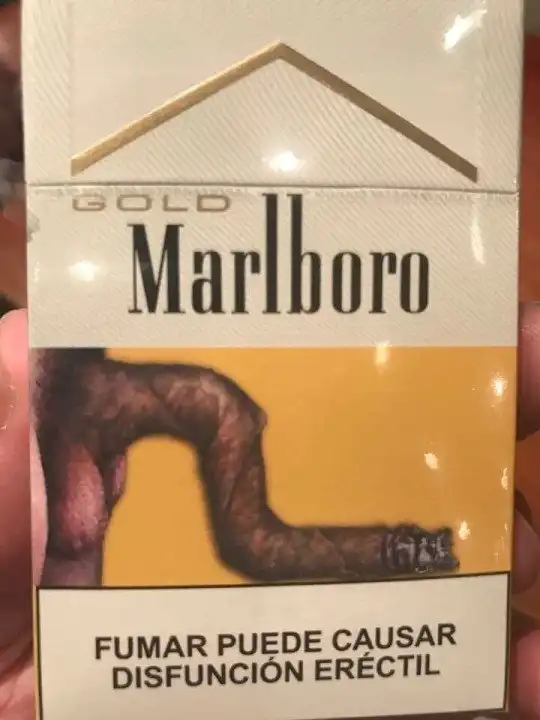 GOLD
Marlboro
FUMAR PUEDE CAUSAR
DISFUNCIÓN ERÉCTIL